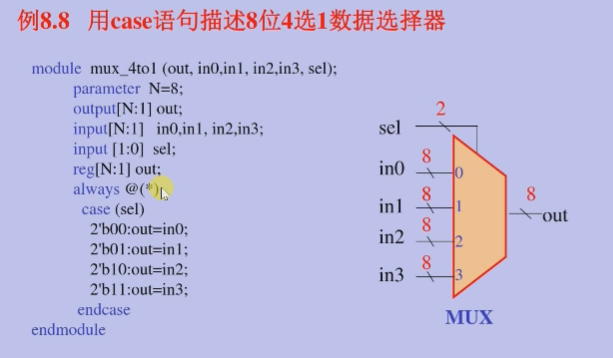 例8.8 用case语句描述8位4选1数据选择器
module mux_4to1 (out, in0,in1, in2,in3, sel);
parameter N=8;
output[N:1] out;
input[N:1] in0,in1, in2,in3;
input [1:0] sel;
reg[N:1] out;
always @(*)
case (sel)
2'b00:out=in0;
2'b01:out=in1;
2'b10:out=in2;
2'b11:out=in3;
endcase
endmodule
2
sel
8
in0
0
8
in1
1
8
in2
2
8
in3
3
8
out
MUX